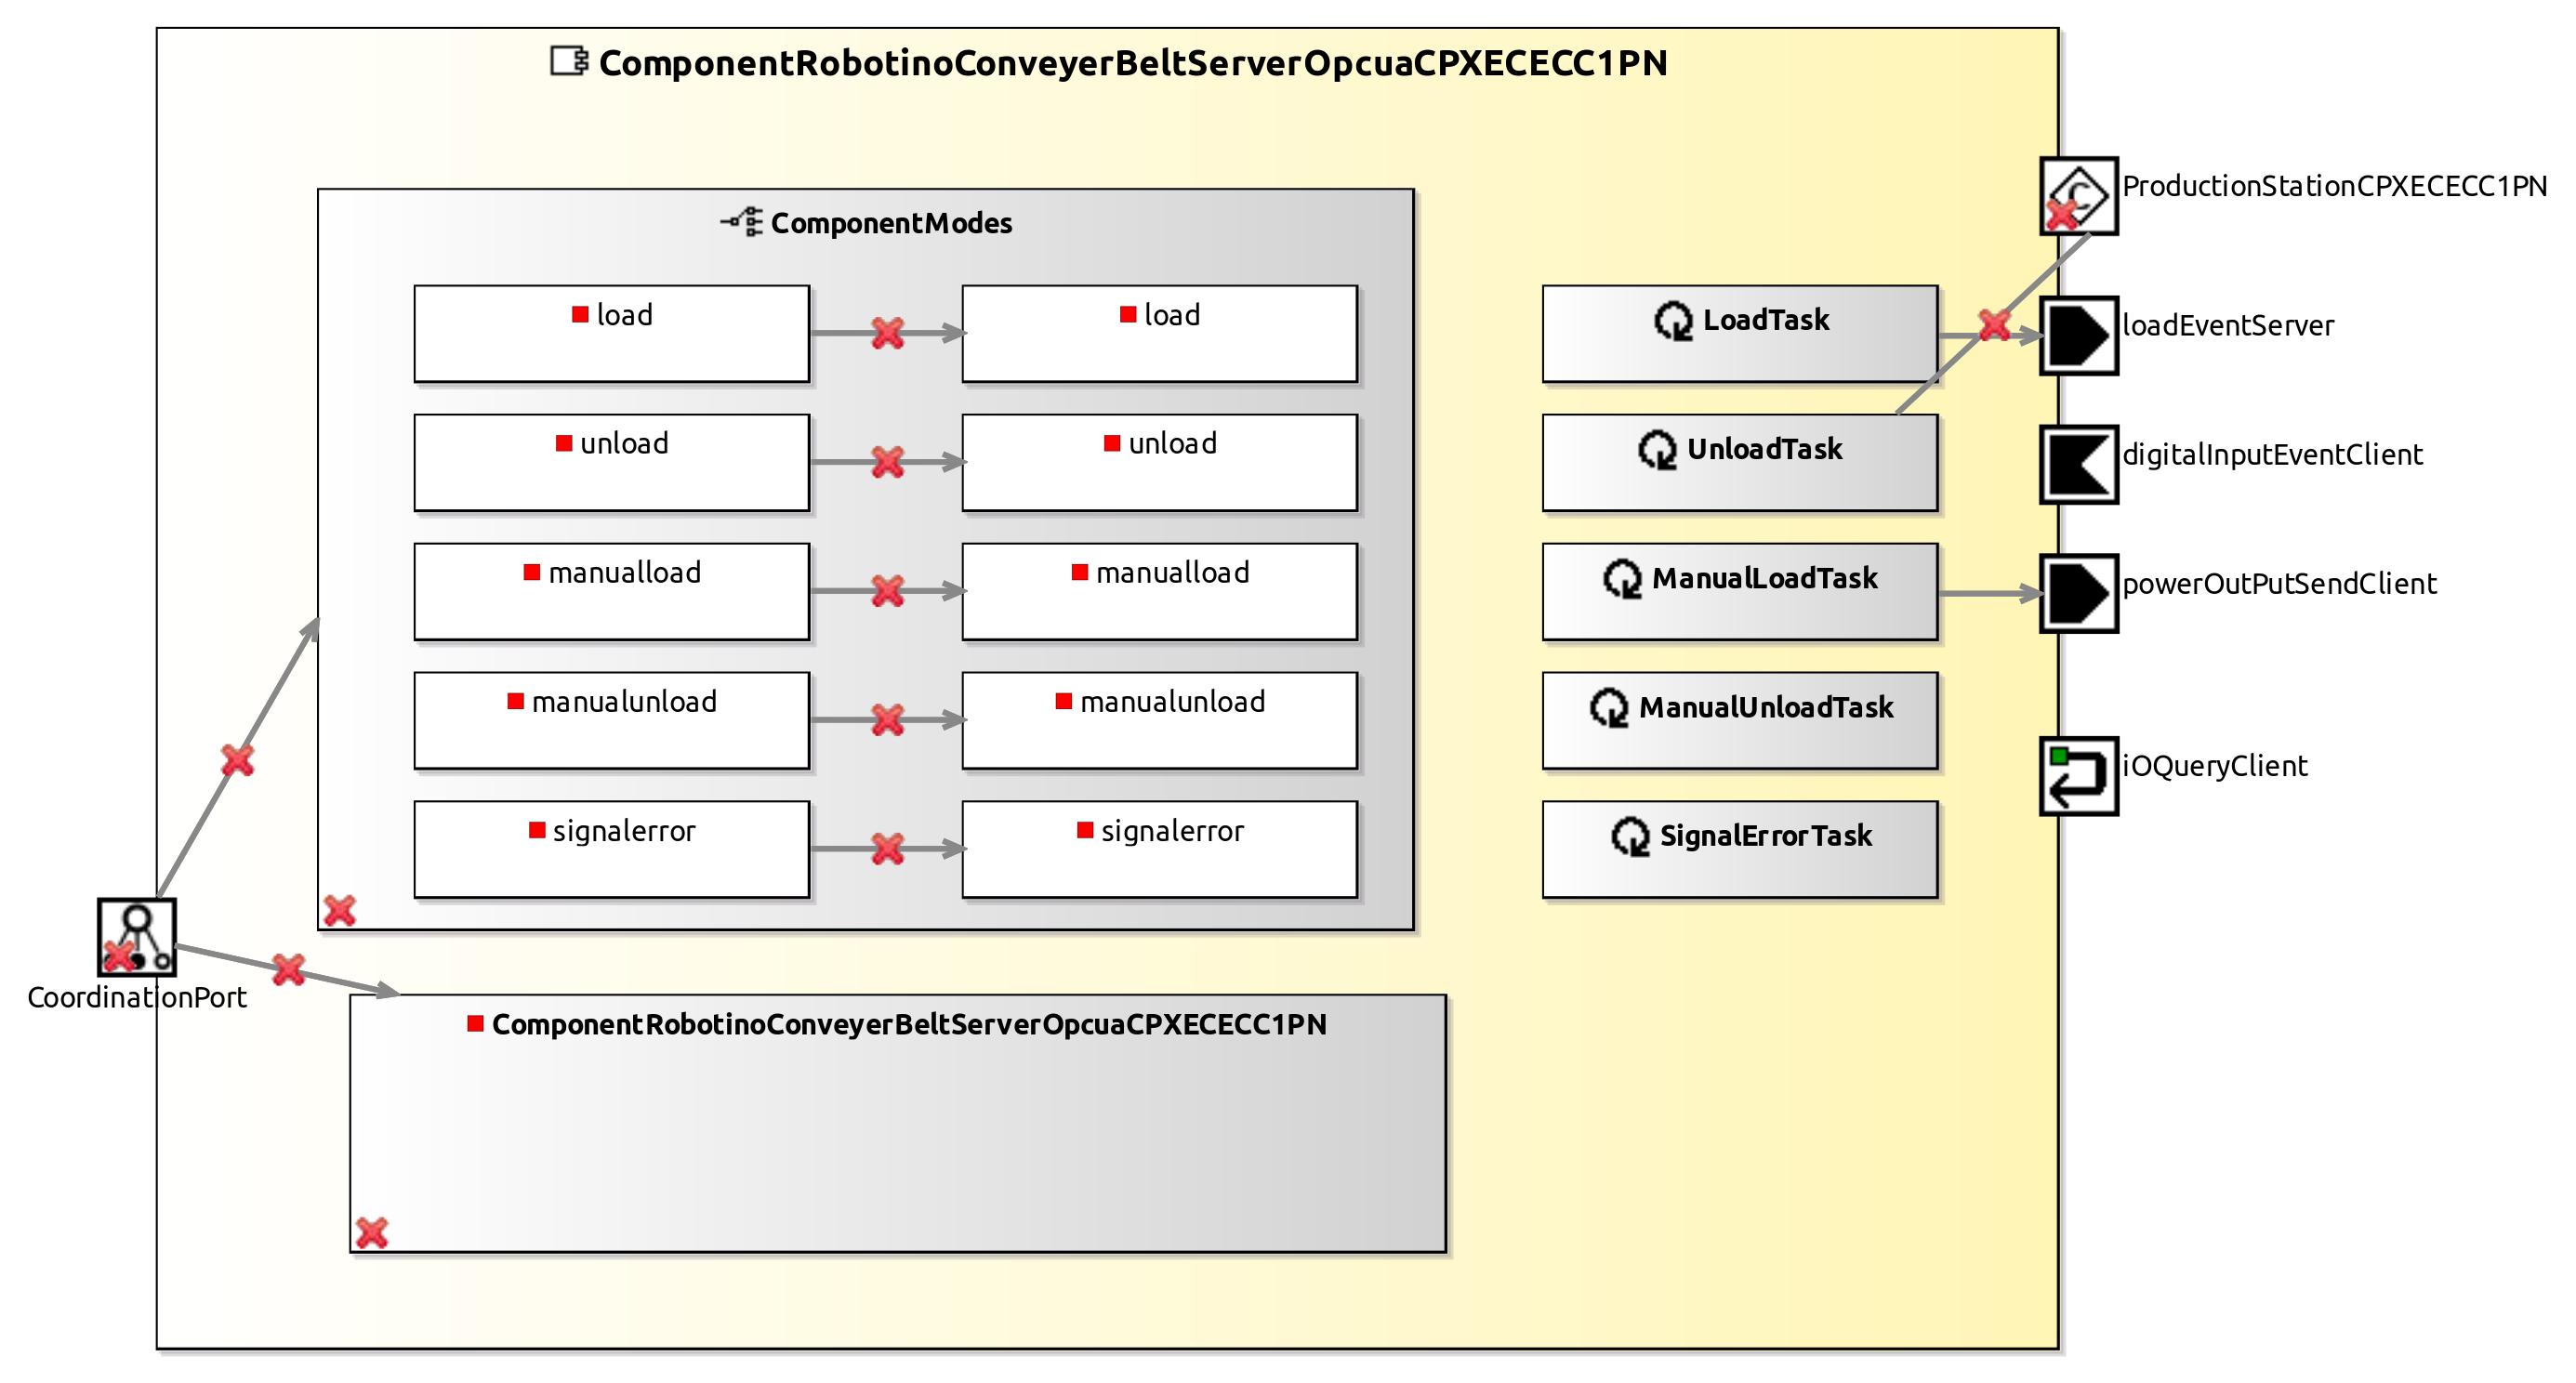 ComponentRobotinoConveyerBeltServerOpcuaCPXECECC1PN
ComponentModes
load
load
unload
unload
manualload
manualload
manualunload
manualunload
signalerror
signalerror
LoadTask
UnloadTask
ManualLoadTask
ManualUnloadTask
SignalErrorTask
C
ProductionStationCPXECECC1PN
loadEventServer
digitalInputEventClient
powerOutPutSendClient
iOQueryClient
CoordinationPort
ComponentRobotinoConveyerBeltServerOpcuaCPXECECC1PN